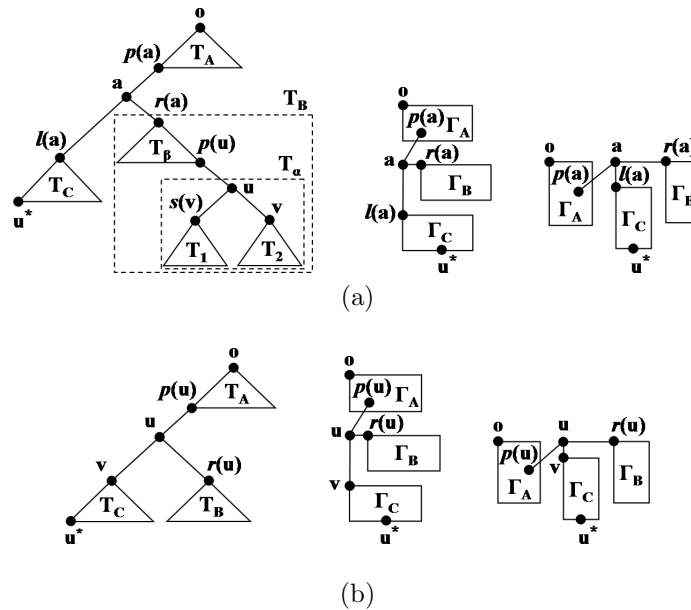 o
T_A
p(a)
a
r(a)
T_B
l(a)
T_β
p(u)
T_α
u
T_C
s(v)
v
u*
T_1
T_2
o
p(a)
Γ_A
a
r(a)
Γ_B
l(a)
Γ_C
u*
o
a
r(a)
p(a)
l(a)
Γ_A
Γ_B
Γ_C
u*
(a)
o
T_A
p(u)
u
v
r(u)
T_C
T_B
u*
o
p(u)
Γ_A
u
r(u)
Γ_B
v
Γ_C
u*
o
u
r(u)
p(u)
v
Γ_A
Γ_C
Γ_B
u*
(b)